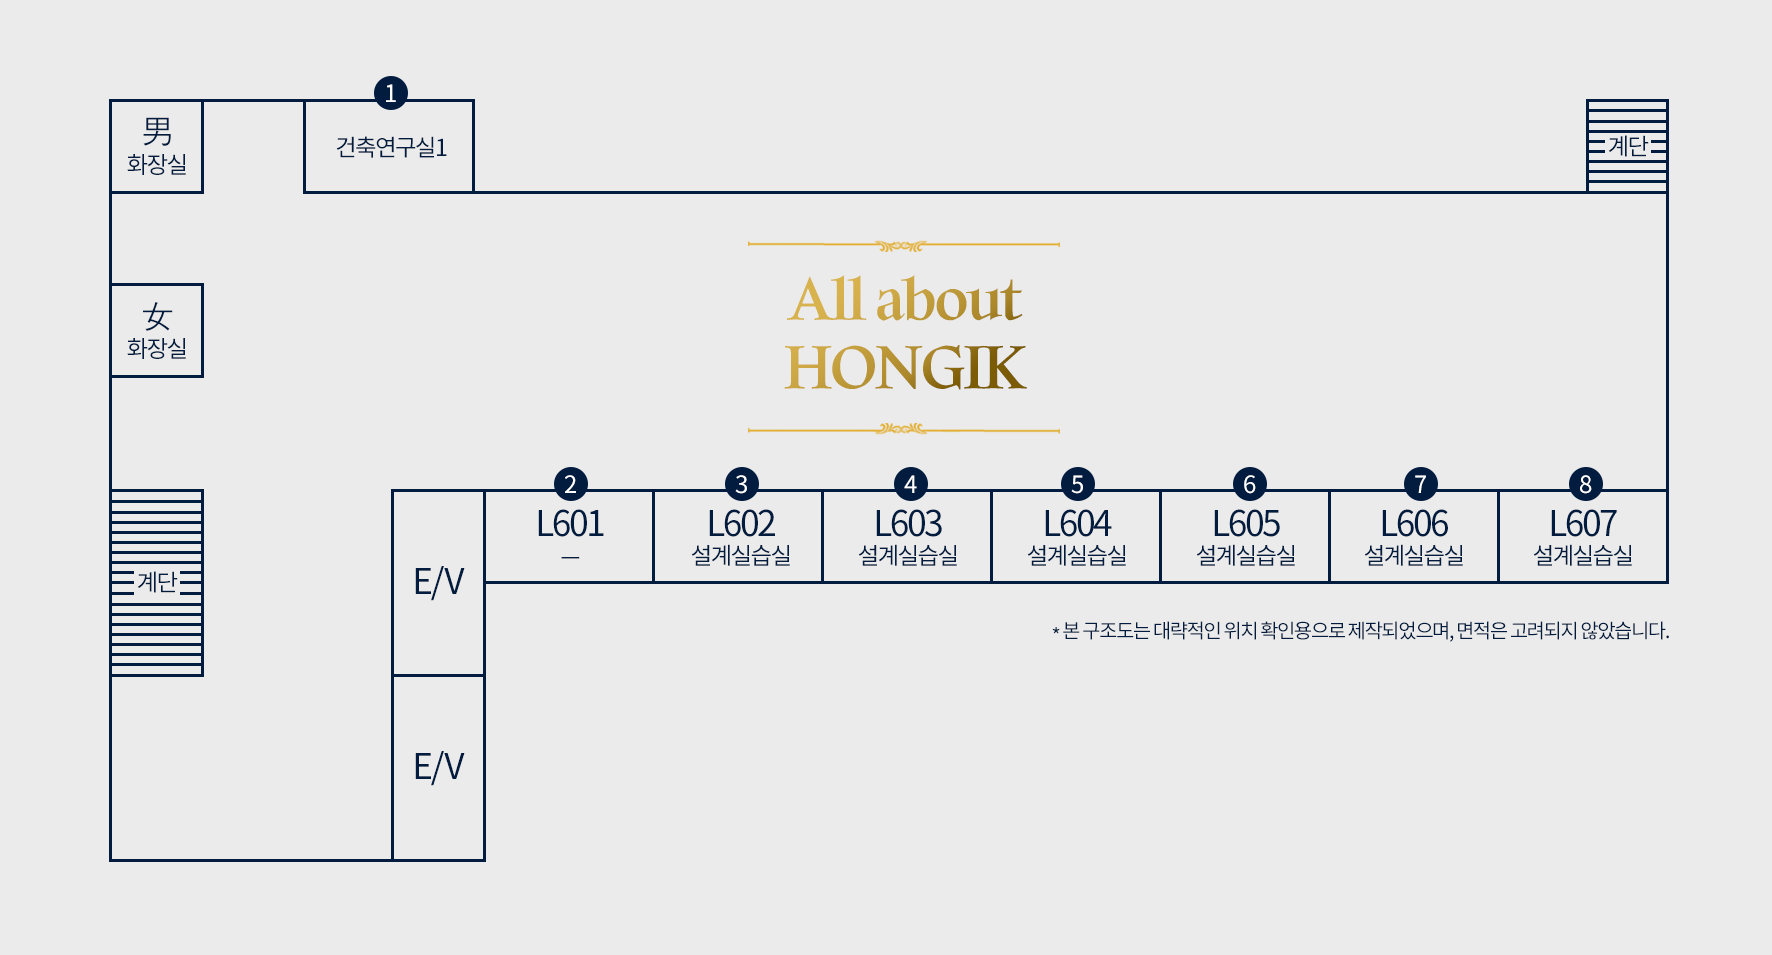 1
男
화장실
건축연구실1
계단
All about
HONGIK
女
화장실
2
L601
–
3
L602
설계실습실
4
L603
설계실습실
5
L604
설계실습실
6
L605
설계실습실
7
L606
설계실습실
8
L607
설계실습실
계단
E/V
* 본 구조도는 대략적인 위치 확인용으로 제작되었으며, 면적은 고려되지 않았습니다.
E/V